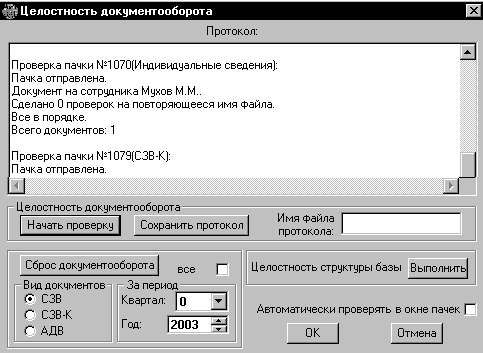 Целостность документооборота
Протокол:
Проверка пачки №1070(Индивидуальные сведения):
Пачка отправлена.
Документ на сотрудника Мухов М.М..
Сделано 0 проверок на повторяющееся имя файла.
Все в порядке.
Всего документов: 1
Проверка пачки №1079(СЗВ-К):
Пачка отправлена.
Целостность документооборота
Начать проверку
Сохранить протокол
Имя файла
протокола:
Сброс документооборота
все
Вид документов
СЗВ
СЗВ-К
АДВ
За период
Квартал: 0
Год: 2003
Целостность структуры базы
Выполнить
Автоматически проверять в окне пачек
OK
Отмена